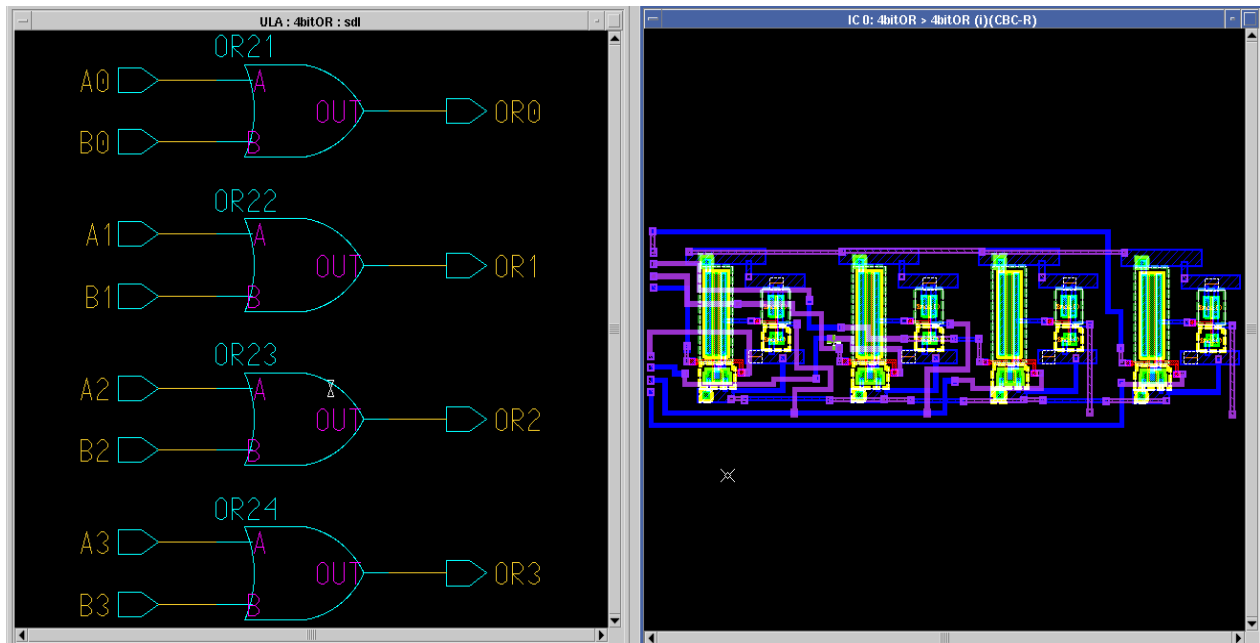 ULA : 4bitOR : sdl
OR21
A0
A
OUT
OR0
B0
B
OR22
A1
A
OUT
OR1
B1
B
OR23
A2
A
OUT
OR2
B2
B
OR24
A3
A
OUT
OR3
B3
B
IC 0: 4bitOR > 4bitOR (i)(CBC-R)